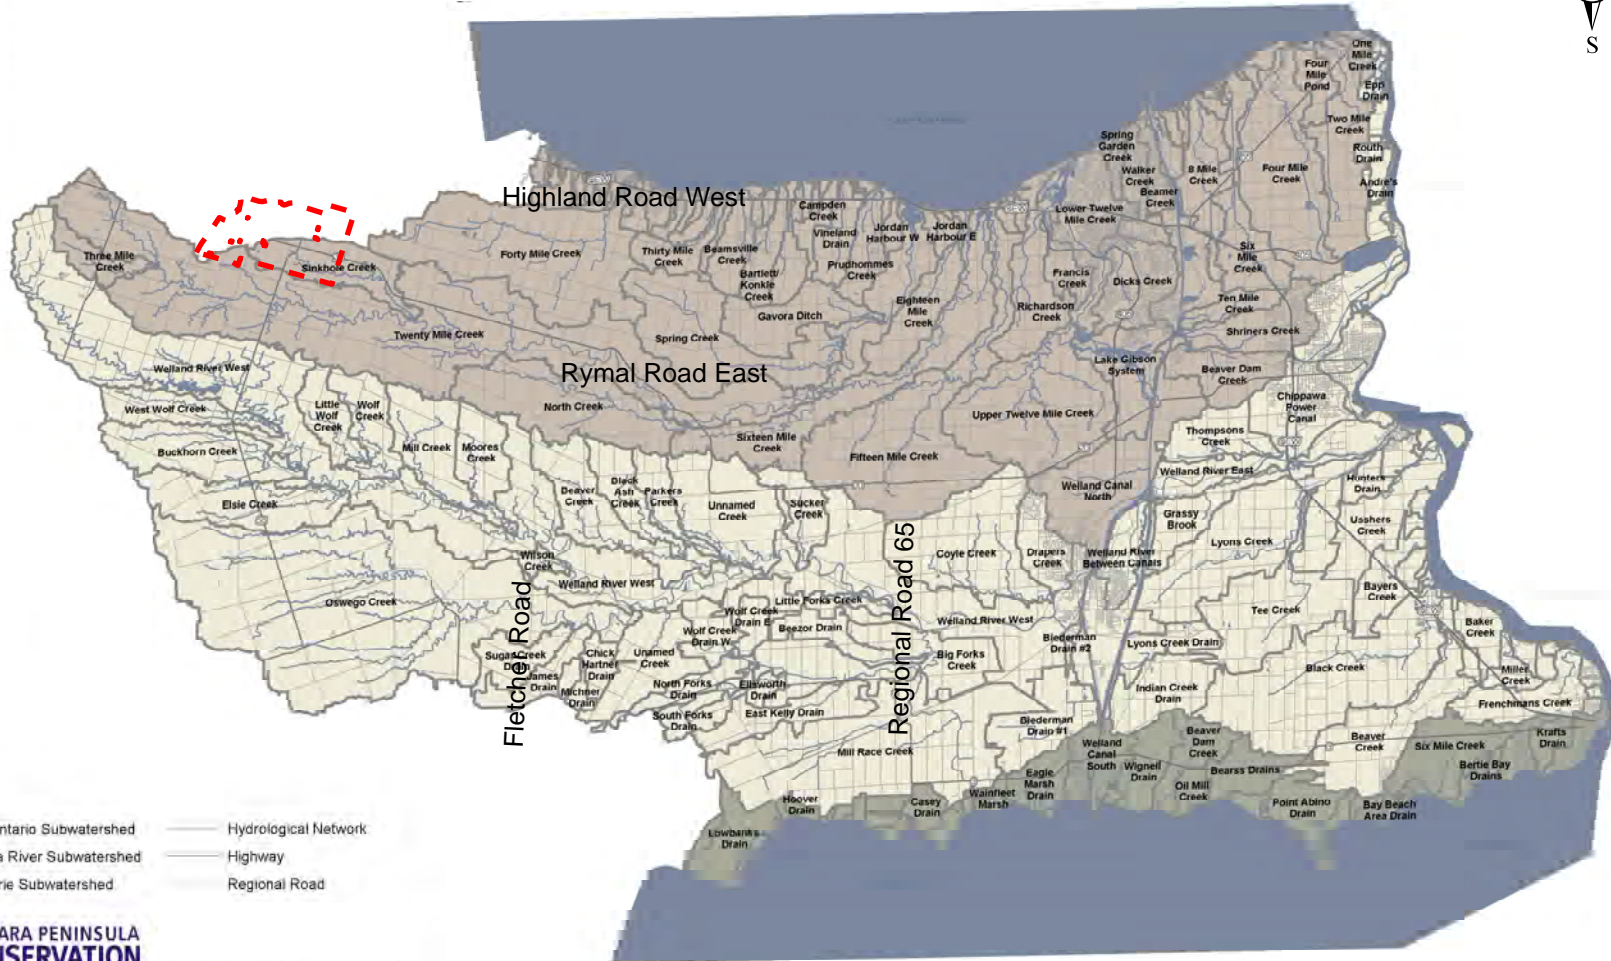 S
One
Mile
Creek
Four
Mile
Pond
Epp
Drain
Two Mile
Creek
Routh
Drain
Andre's
Drain
Spring
Garden
Creek
Walker
Creek
8 Mile
Creek
Four Mile
Creek
Beamer
Creek
Highland Road West
Campden
Creek
Lower Twelve
Mile Creek
Vineland
Drain
Jordan
Harbour W
Jordan
Harbour E
Three Mile
Creek
Sinkhole Creek
Forty Mile Creek
Thirty Mile
Creek
Beamsville
Creek
Bartlett/
Konkle
Creek
Prudhommes
Creek
Six
Mile
Creek
Francis
Creek
Dicks Creek
Eighteen
Mile
Creek
Richardson
Creek
Ten Mile
Creek
Gavora Ditch
Shriners Creek
Twenty Mile Creek
Spring Creek
Lake Gibson
System
Beaver Dam
Creek
Welland River West
Rymal Road East
West Wolf Creek
Little
Wolf
Creek
Wolf
Creek
North Creek
Upper Twelve Mile Creek
Chippawa
Power
Canal
Buckhorn Creek
Mill Creek
Moores
Creek
Sixteen Mile
Creek
Fifteen Mile Creek
Thompsons
Creek
Welland River East
Hunters
Drain
Elsie Creek
Beaver
Creek
Black
Ash
Creek
Parkers
Creek
Unnamed
Creek
Sucker
Creek
Welland Canal
North
Grassy
Brook
Usshers
Creek
Lyons Creek
Wilson
Creek
Coyle Creek
Drapers
Creek
Welland River
Between Canals
Welland River West
Oswego Creek
Fletcher Road
Regional Road 65
Little Forks Creek
Bayers
Creek
Tee Creek
Wolf Creek
Drain E
Beezor Drain
Welland River West
Wolf Creek
Drain W
Biederman
Drain #2
Lyons Creek Drain
Baker
Creek
Sugar Creek
Chick
Hartner
Drain
Unamed
Creek
Big Forks
Creek
Black Creek
Miller
Creek
James
Drain
Michner
Drain
North Forks
Drain
Ellsworth
Drain
Indian Creek
Drain
Frenchmans Creek
South Forks
Drain
East Kelly Drain
Biederman
Drain #1
Mill Race Creek
Welland
Canal
South
Beaver
Dam
Creek
Beaver
Creek
Six Mile Creek
Krafts
Drain
Eagle
Marsh
Drain
Wignell
Drain
Bearss Drains
Bertie Bay
Drains
Oil Mill
Creek
Hoover
Drain
Casey
Drain
Wainfleet
Marsh
Point Abino
Drain
Bay Beach
Area Drain
Lowbanks
Drain
ntario Subwatershed
Hydrological Network
a River Subwatershed
Highway
rie Subwatershed
Regional Road
ARA PENINSULA
NSERVATION